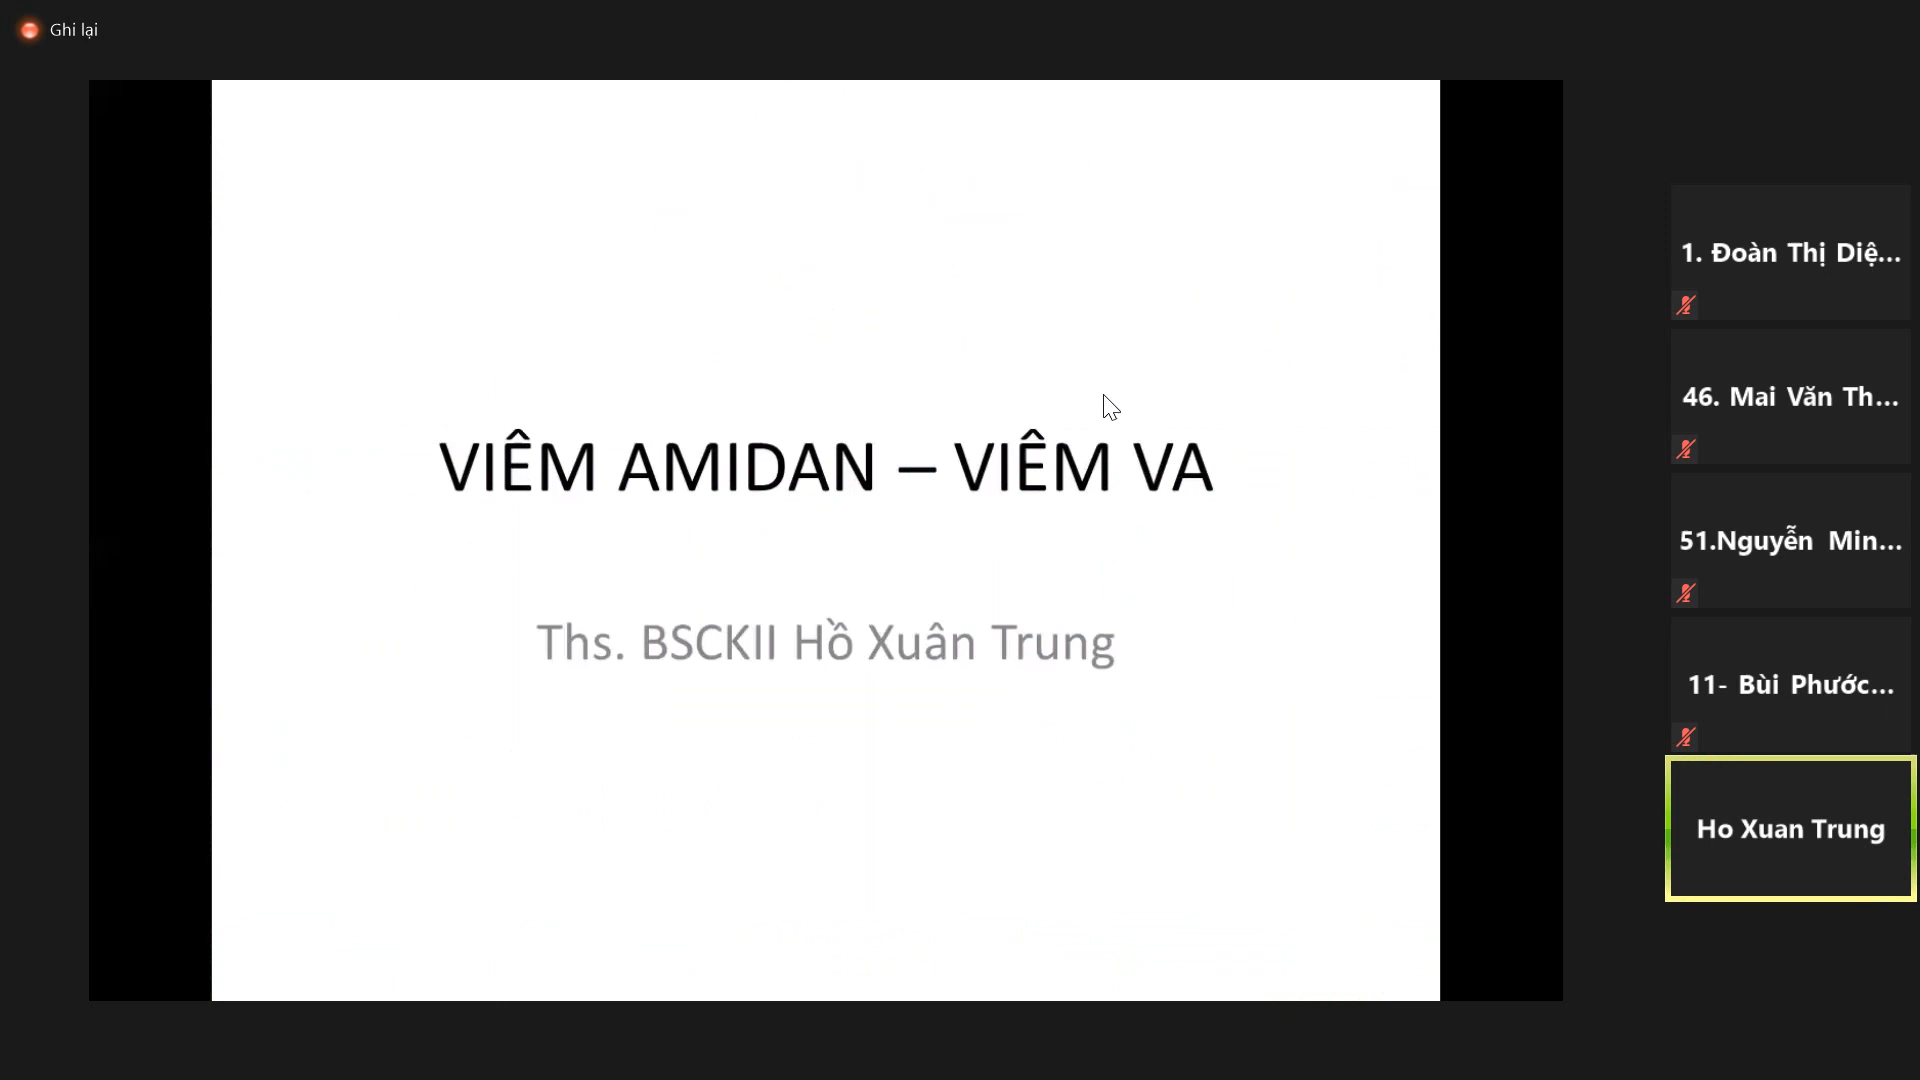 Ghi lại
VIÊM AMIDAN – VIÊM VA
Ths. BSCKII Hồ Xuân Trung
1. Đoàn Thị Diệ...
46. Mai Văn Th...
51.Nguyễn Min...
11- Bùi Phước...
Ho Xuan Trung